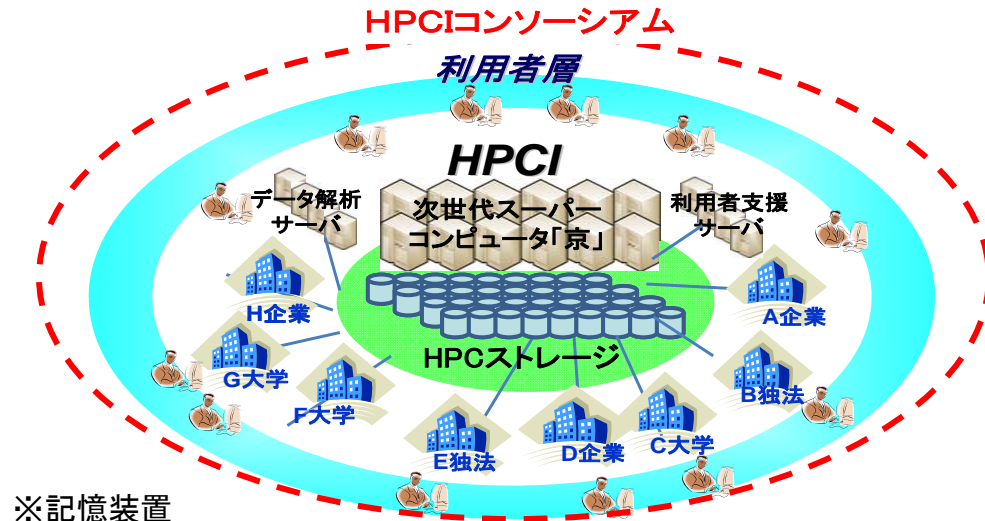 HPCIコンソーシアム
利用者層
HPCI
データ解析
サーバ
次世代スーパー
コンピュータ「京」
利用者支援
サーバ
H企業
A企業
HPCストレージ
G大学
B独法
F大学
C大学
E独法
D企業
※記憶装置